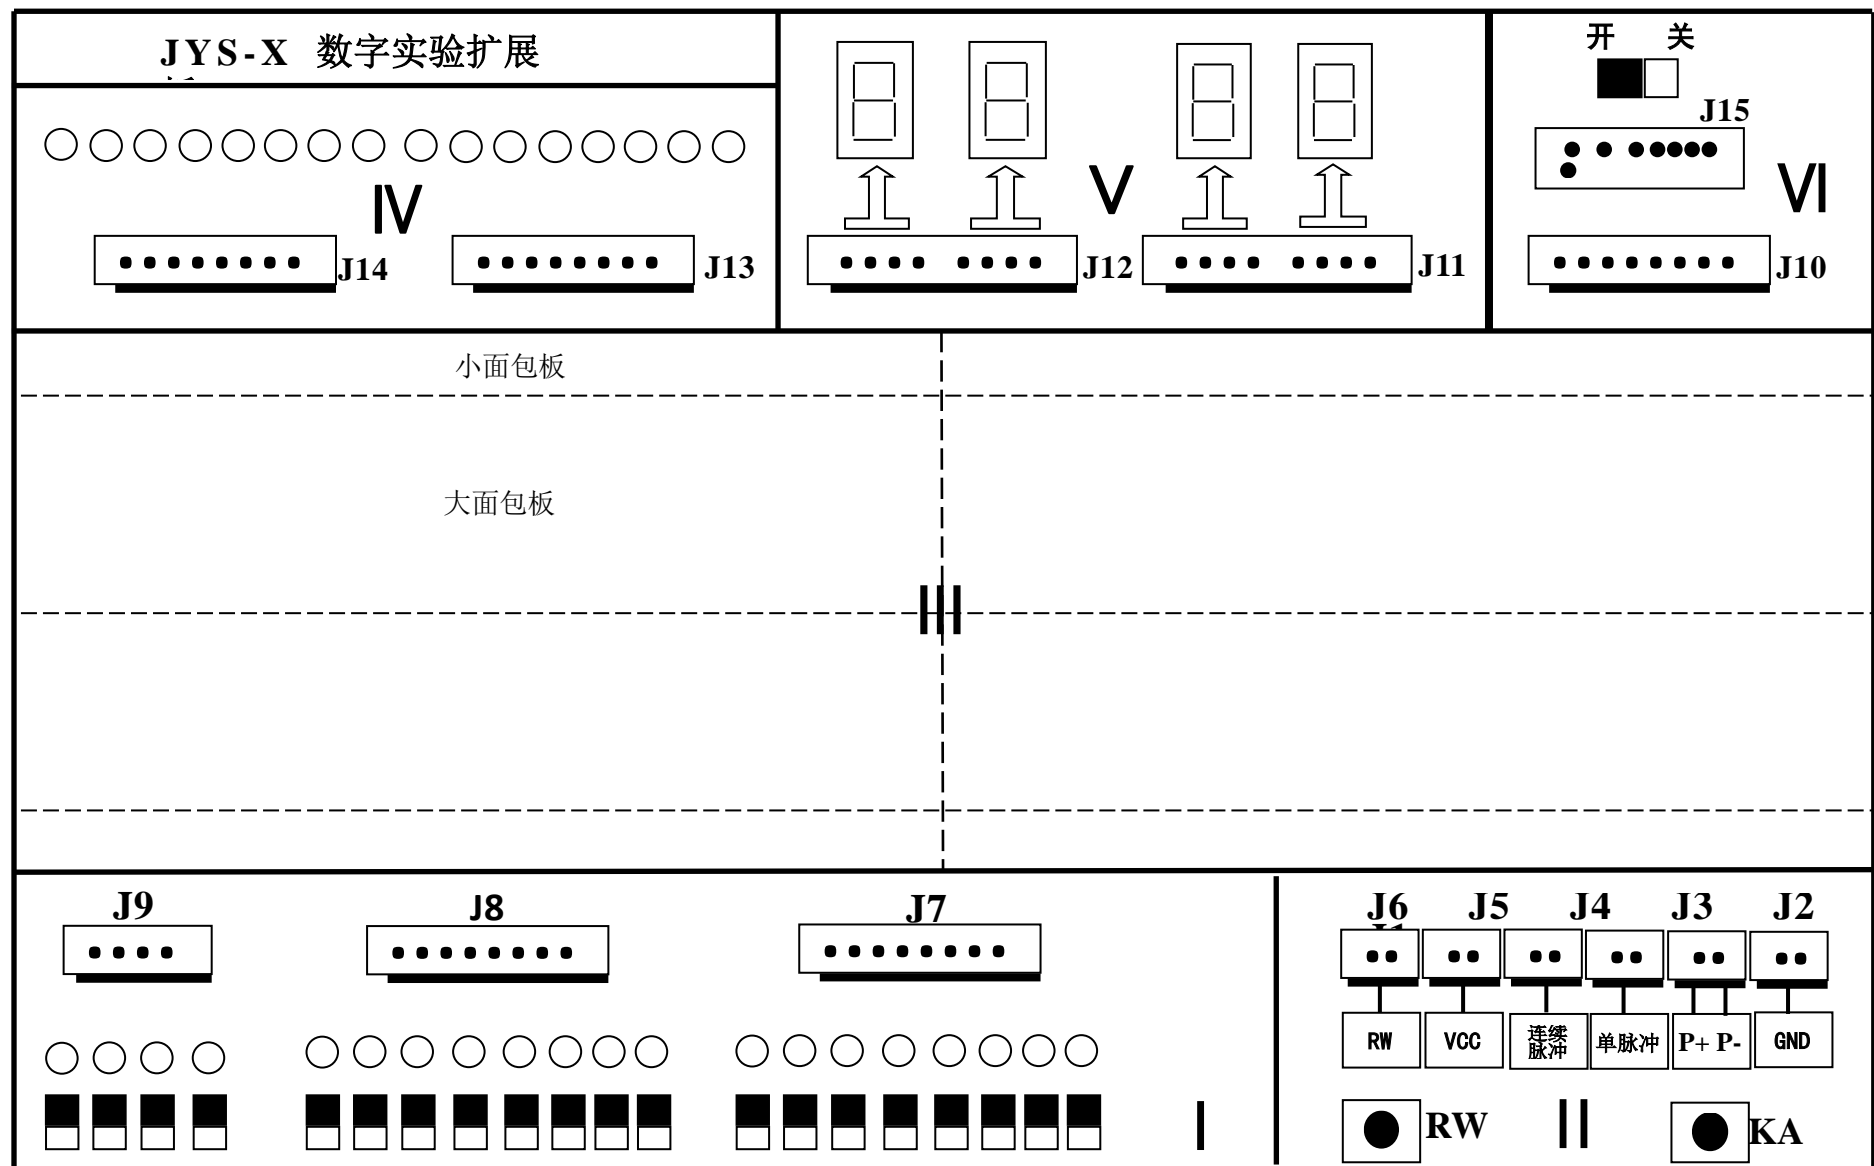 JYS-X 数字实验扩展
开 关
J15
Ⅳ
Ⅴ
Ⅵ
J14
J13
J12
J11
J10
小面包板
大面包板
Ⅲ
J9
J8
J7
J6 J5 J4 J3 J2
RW
VCC
连续
脉冲
单脉冲
P+ P-
GND
Ⅰ
RW
Ⅱ
KA